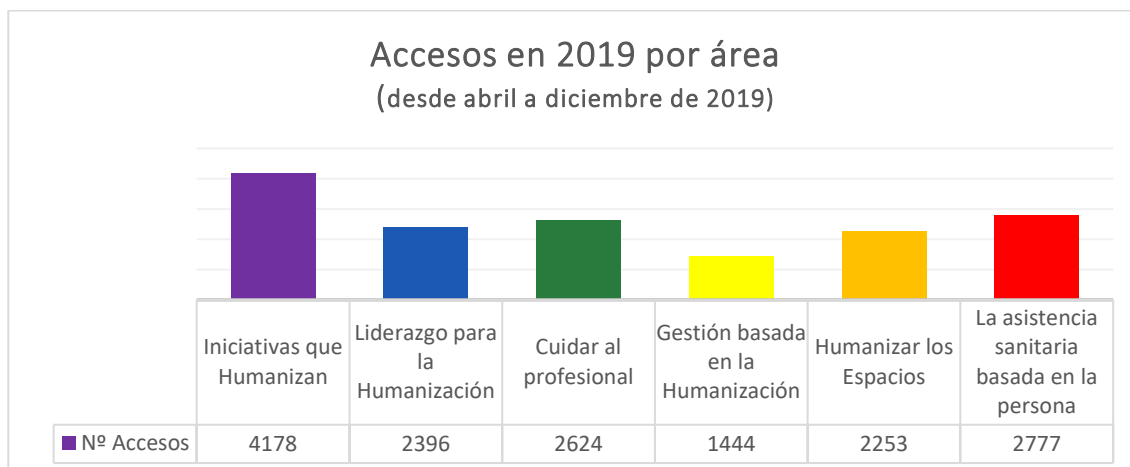 Accesos en 2019 por área
(desde abril a diciembre de 2019)
Iniciativas que
Humanizan
Liderazgo para
la
Humanización
Cuidar al
profesional
Gestión basada
en la
Humanización
Humanizar los
Espacios
La asistencia
sanitaria
basada en la
persona
Nº Accesos 4178 2396 2624 1444 2253 2777